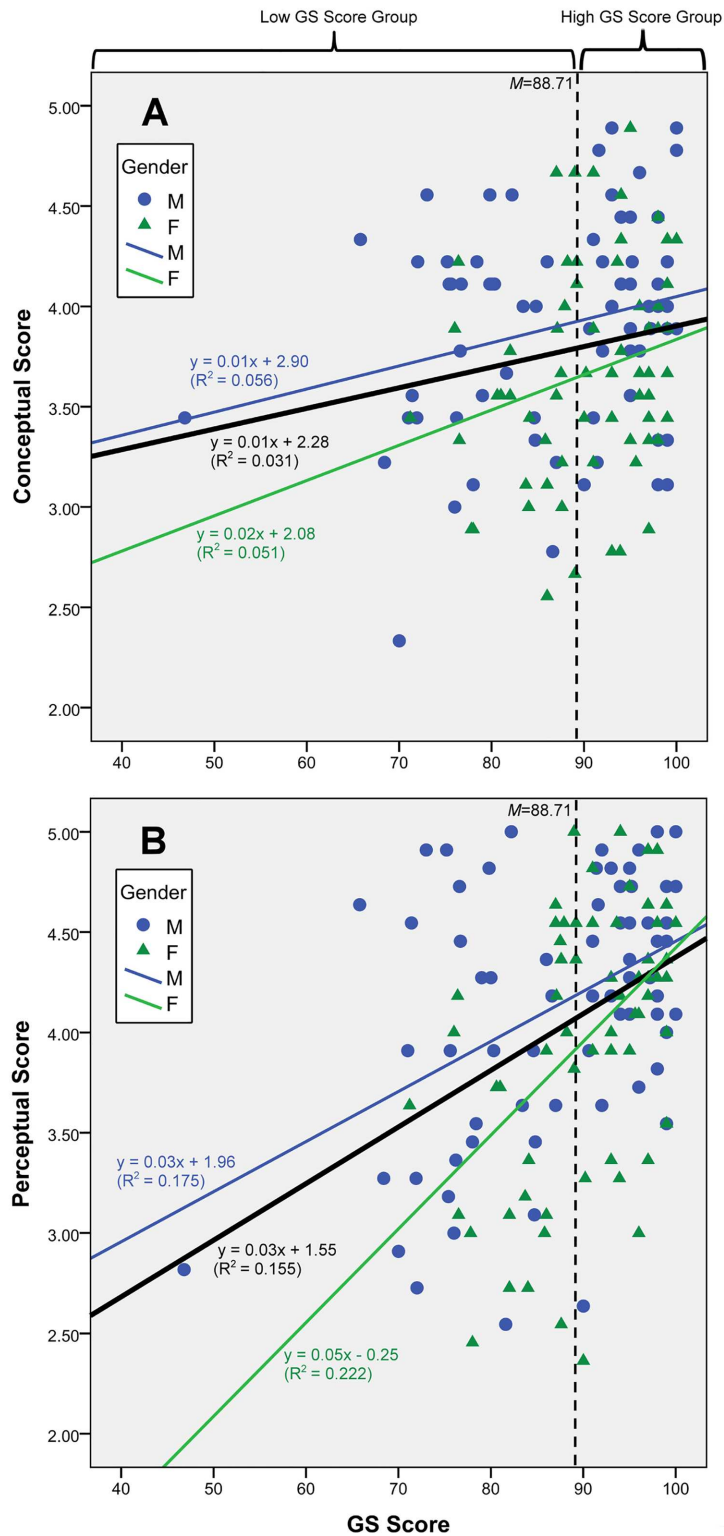 Low GS Score Group
High GS Score Group
M=88.71
5.00
A
Gender
M
F
M
F
4.50
4.00
y = 0.01x + 2.90
(R² = 0.056)
3.50
y = 0.01x + 2.28
(R² = 0.031)
3.00
y = 0.02x + 2.08
(R² = 0.051)
2.50
2.00
Conceptual Score
40 50 60 70 80 90 100
M=88.71
5.00
B
Gender
M
F
M
F
4.50
4.00
3.50
y = 0.03x + 1.96
(R² = 0.175)
3.00
y = 0.03x + 1.55
(R² = 0.155)
2.50
y = 0.05x - 0.25
(R² = 0.222)
2.00
Perceptual Score
40 50 60 70 80 90 100
GS Score